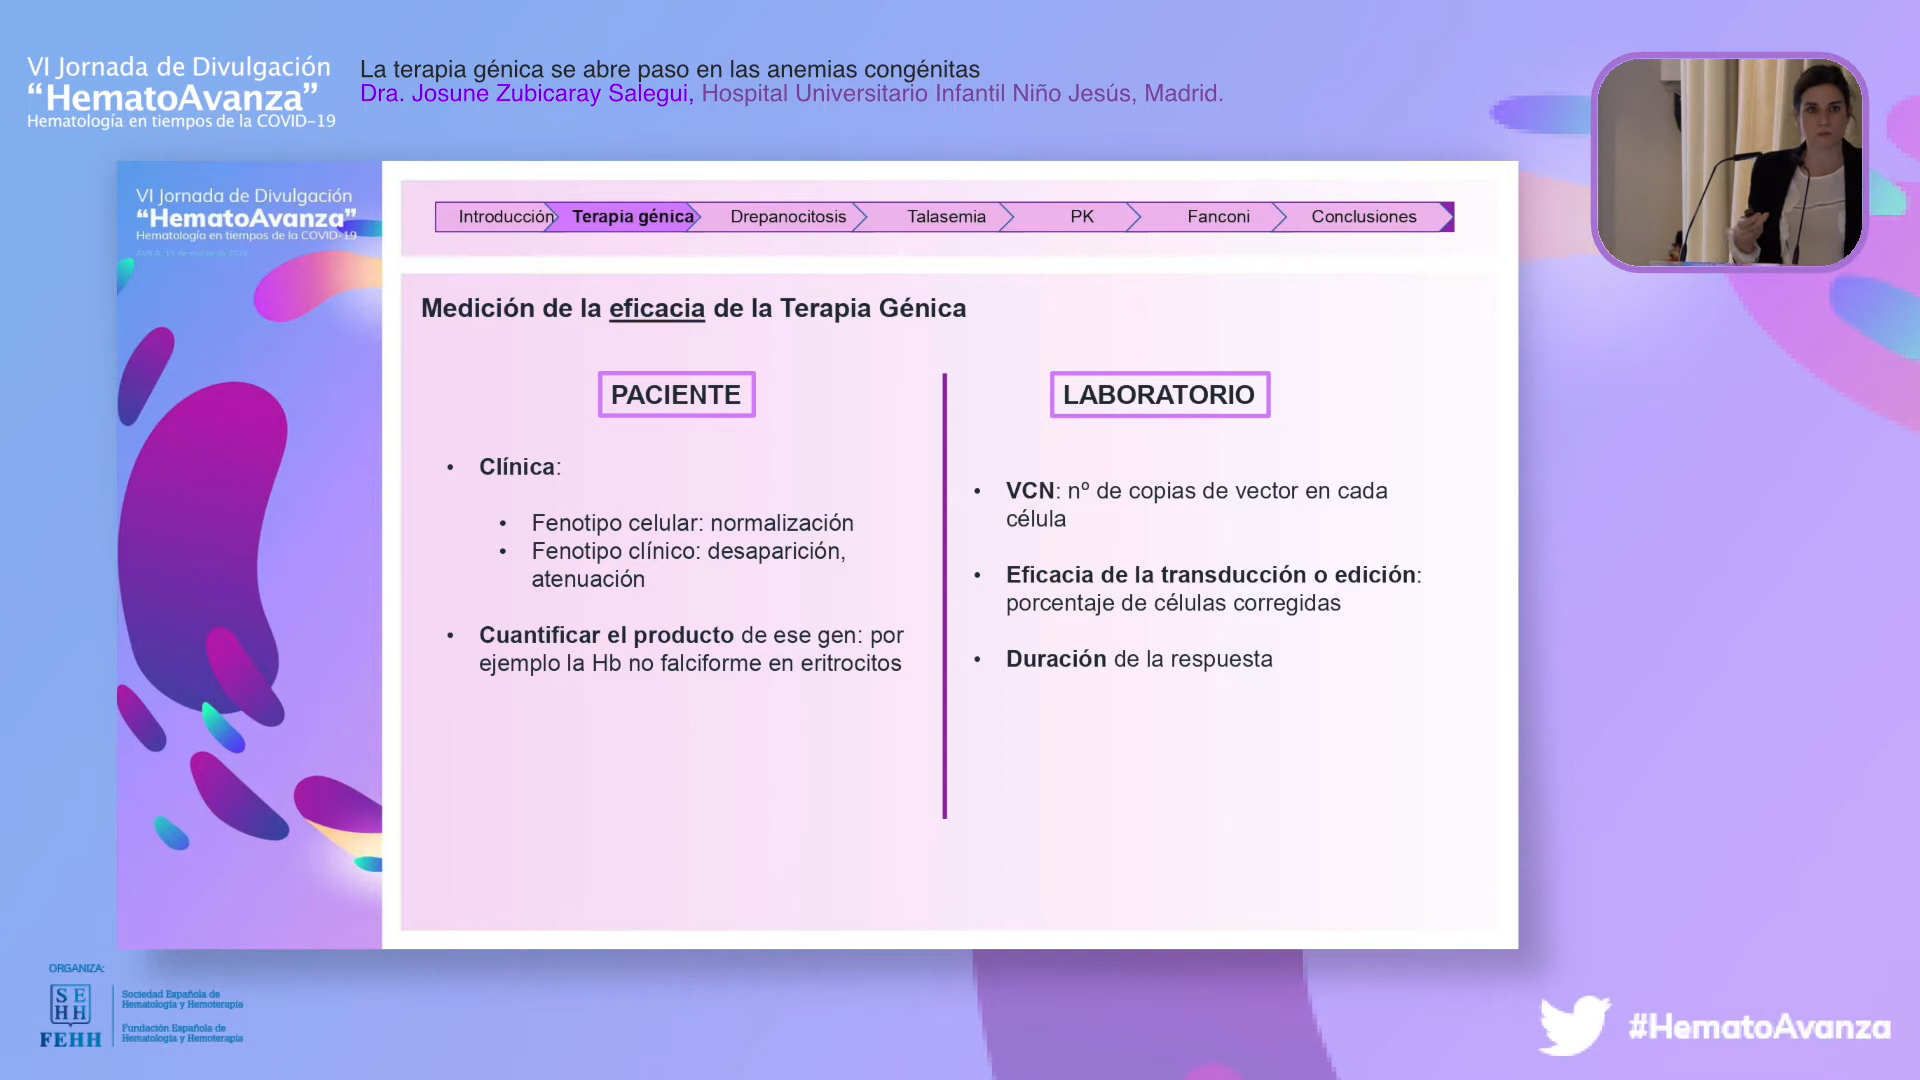 VI Jornada de Divulgación
“HematoAvanza”
Hematología en tiempos de la COVID-19
La terapia génica se abre paso en las anemias congénitas
Dra. Josune Zubicaray Salegui, Hospital Universitario Infantil Niño Jesús, Madrid.
VI Jornada de Divulgación
“HematoAvanza”
Hematología en tiempos de la COVID-19
Introducción Terapia génica Drepanocitosis Talasemia PK Fanconi Conclusiones
Medición de la eficacia de la Terapia Génica
PACIENTE
• Clínica:
• Fenotipo celular: normalización
• Fenotipo clínico: desaparición,
atenuación
• Cuantificar el producto de ese gen: por
ejemplo la Hb no falciforme en eritrocitos
LABORATORIO
• VCN: nº de copias de vector en cada
célula
• Eficacia de la transducción o edición:
porcentaje de células corregidas
• Duración de la respuesta
ORGANIZA:
SE
HH
FEHH
Sociedad Española de
Hematología y Hemoterapia
Fundación Española de
Hematología y Hemoterapia
#HematoAvanza